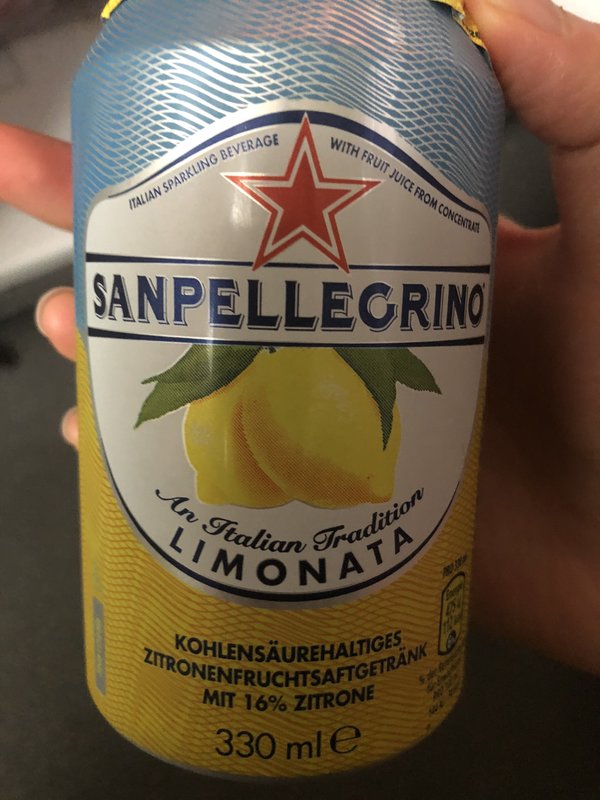 ITALIAN SPARKLING BEVERAGE
WITH FRUIT JUICE FROM CONCENTRATE
SANPELLEGRINO
An Italian Tradition
LIMONATA
KOHLENSÄUREHALTIGES
ZITRONENFRUCHTSAFTGETRÄNK
MIT 16% ZITRONE
330 ml e